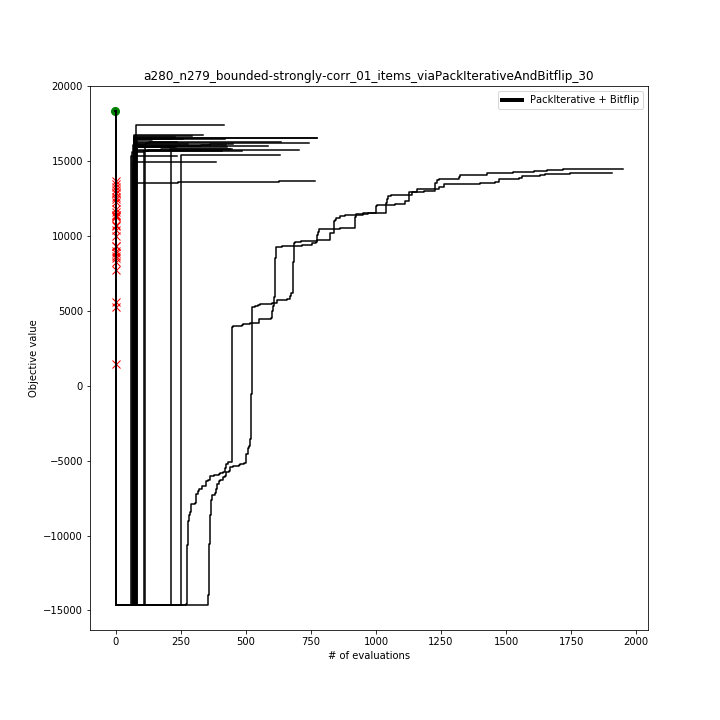 a280_n279_bounded-strongly-corr_01_items_viaPackIterativeAndBitflip_30
PackIterative + Bitflip
20000
15000
10000
5000
0
−5000
−10000
−15000
Objective value
0 250 500 750 1000 1250 1500 1750 2000
# of evaluations